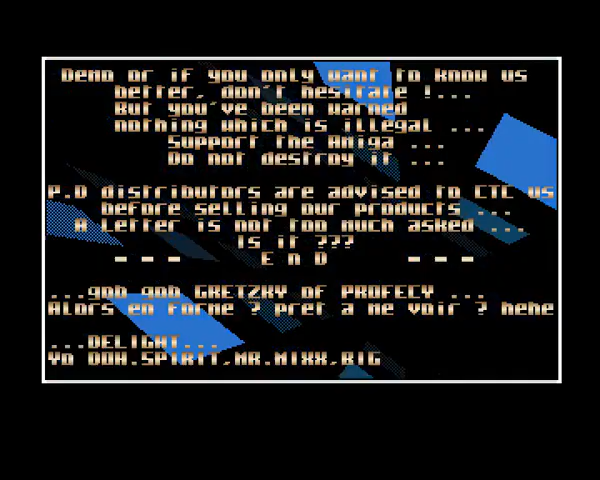 Demo or if you only want to know us
better, don't hesitate !...
But you've been warned
nothing which is illegal ...
Support the Amiga ...
Do not destroy it ...
P.D distributors are advised to CTC us
before selling our products ...
A Letter is not too much asked ...
Is it ???
--- E n D ---
...gnb gnb GRETZKY of PROFECY ...
Alors en forme ? pret a me voir ? hehe
...DELIGHT...
Yo DOH.SPIRIT,MR.MIXX,BIG